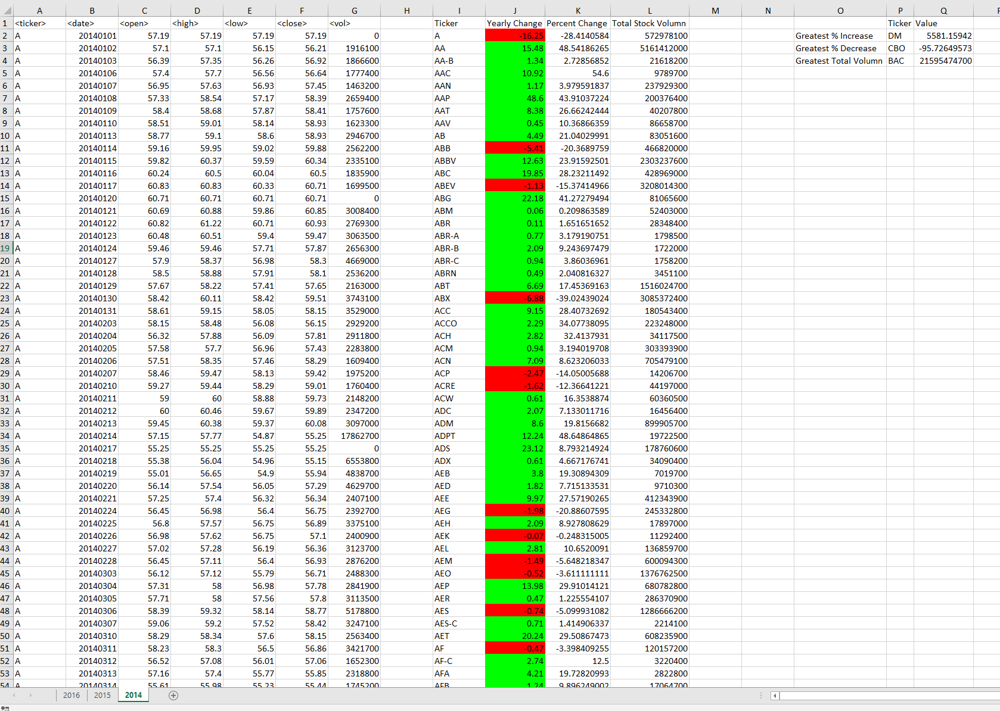 A B C D E F G H I J K L M N O P Q
1 <ticker> <date> <open> <high> <low> <close> <vol> Ticker Yearly Change Percent Change Total Stock Volumn Ticker Value
2 A 20140101 57.19 57.19 57.19 57.19 0 A -16.25 -28.4140584 572978100 Greatest % Increase DM 5581.15942
3 A 20140102 57.1 57.1 56.15 56.21 1916100 AA 15.48 48.54186265 5161412000 Greatest % Decrease CBO -95.72649573
4 A 20140103 56.39 57.35 56.26 56.92 1866600 AA-B 1.34 2.72856852 21618200 Greatest Total Volumn BAC 21595474700
5 A 20140106 57.4 57.7 56.56 56.64 1777400 AAC 10.92 54.6 9789700
6 A 20140107 56.95 57.63 56.93 57.45 1463200 AAN 1.17 3.979591837 237929300
7 A 20140108 57.33 58.54 57.17 58.39 2659400 AAP 48.6 43.91037224 200376400
8 A 20140109 58.4 58.68 57.87 58.41 1757600 AAT 8.38 26.66242444 40207800
9 A 20140110 58.51 59.01 58.14 58.93 1623300 AAV 0.45 10.36866359 86658700
10 A 20140113 58.77 59.1 58.6 58.93 2946700 AB 4.49 21.04029991 83051600
11 A 20140114 59.16 59.95 59.02 59.88 2562200 ABB -5.41 -20.3689759 466820000
12 A 20140115 59.82 60.37 59.59 60.34 2335100 ABBV 12.63 23.91592501 2303237600
13 A 20140116 60.24 60.5 60.04 60.5 1835900 ABC 19.85 28.23211492 428969000
14 A 20140117 60.83 60.83 60.33 60.71 1699500 ABEV -1.13 -15.37414966 3208014300
15 A 20140120 60.71 60.71 60.71 60.71 0 ABG 22.18 41.27279494 81065600
16 A 20140121 60.69 60.88 59.86 60.85 3008400 ABM 0.06 0.209863589 52403000
17 A 20140122 60.82 61.22 60.71 60.93 2769300 ABR 0.11 1.651651652 28348400
18 A 20140123 60.48 60.51 59.4 59.47 3063500 ABR-A 0.77 3.179190751 1798500
19 A 20140124 59.46 59.46 57.71 57.87 2656300 ABR-B 2.09 9.243697479 1722000
20 A 20140127 57.9 58.37 56.98 58.3 4669000 ABR-C 0.94 3.86036961 1758200
21 A 20140128 58.5 58.88 57.91 58.1 2536200 ABRN 0.49 2.040816327 3451100
22 A 20140129 57.67 58.22 57.41 57.65 2163000 ABT 6.69 17.45369163 1516024700
23 A 20140130 58.42 60.11 58.42 59.51 3743100 ABX -6.88 -39.02439024 3085372400
24 A 20140131 58.61 59.15 58.05 58.15 3529000 ACC 9.15 28.40732692 180543400
25 A 20140203 58.15 58.48 56.08 56.15 2929200 ACCO 2.29 34.07738095 223248000
26 A 20140204 56.32 57.88 56.09 57.81 2911800 ACH 2.82 32.4137931 34117500
27 A 20140205 57.58 57.7 56.96 57.43 2283800 ACM 0.94 3.194019708 303393900
28 A 20140206 57.51 58.35 57.46 58.29 1609400 ACN 7.09 8.623206033 705479100
29 A 20140207 58.46 59.47 58.13 59.42 1975200 ACP -2.47 -14.05005688 14206700
30 A 20140210 59.27 59.44 58.29 59.01 1760400 ACRE -1.62 -12.36641221 44197000
31 A 20140211 59 60 58.88 59.73 2148200 ACW 0.61 16.3538874 60360500
32 A 20140212 60 60.46 59.67 59.89 2347200 ADC 2.07 7.133011716 16456400
33 A 20140213 59.45 60.38 59.37 60.08 3097000 ADM 8.6 19.8156682 899905700
34 A 20140214 57.15 57.77 54.87 55.25 17862700 ADPT 12.24 48.64864865 19722500
35 A 20140217 55.25 55.25 55.25 55.25 0 ADS 23.12 8.793214924 178760600
36 A 20140218 55.38 56.04 54.96 55.15 6553800 ADX 0.61 4.667176741 34090400
37 A 20140219 55.01 56.65 54.9 55.94 4838700 AEB 3.8 19.30894309 7019700
38 A 20140220 56.14 57.54 56.05 57.29 4629700 AED 1.82 7.715133531 9710300
39 A 20140221 57.25 57.4 56.32 56.34 2407100 AEE 9.97 27.57190265 412343900
40 A 20140224 56.45 56.98 56.4 56.75 2392700 AEG -1.98 -20.88607595 245332800
41 A 20140225 56.8 57.57 56.75 56.89 3375100 AEH 2.09 8.927808629 17897000
42 A 20140226 56.98 57.62 56.75 57.1 2400900 AEK -0.07 -0.248315005 11292400
43 A 20140227 57.02 57.28 56.19 56.36 3123700 AEL 2.81 10.6520091 136859700
44 A 20140228 56.45 57.11 56.4 56.93 2876200 AEM -1.49 -5.648218347 600094300
45 A 20140303 56.12 57.12 55.79 56.71 2488300 AEO -0.52 -3.611111111 1376762500
46 A 20140304 57.31 58 56.98 57.78 2841900 AEP 13.98 29.91014121 680782800
47 A 20140305 57.71 58 57.56 57.8 3113500 AER 0.47 1.225554107 286370900
48 A 20140306 58.39 59.32 58.14 58.77 5178800 AES -0.74 -5.099931082 1286666200
49 A 20140307 59.06 59.2 57.52 58.42 3247100 AES-C 0.71 1.414906337 2214100
50 A 20140310 58.29 58.34 57.6 58.15 2563400 AET 20.24 29.50867473 608235900
51 A 20140311 58.23 58.3 56.5 56.86 3421700 AF -0.47 -3.398409255 120157200
52 A 20140312 56.52 57.08 56.01 57.06 1652300 AF-C 2.74 12.5 3220400
53 A 20140313 57.16 57.4 55.77 55.85 2318800 AFA 4.21 19.72820993 2822800
54 A 20140314 55.61 55.98 55.23 55.44 1745200 AFB 1.24 9.896249002 17064700
2016 2015 2014